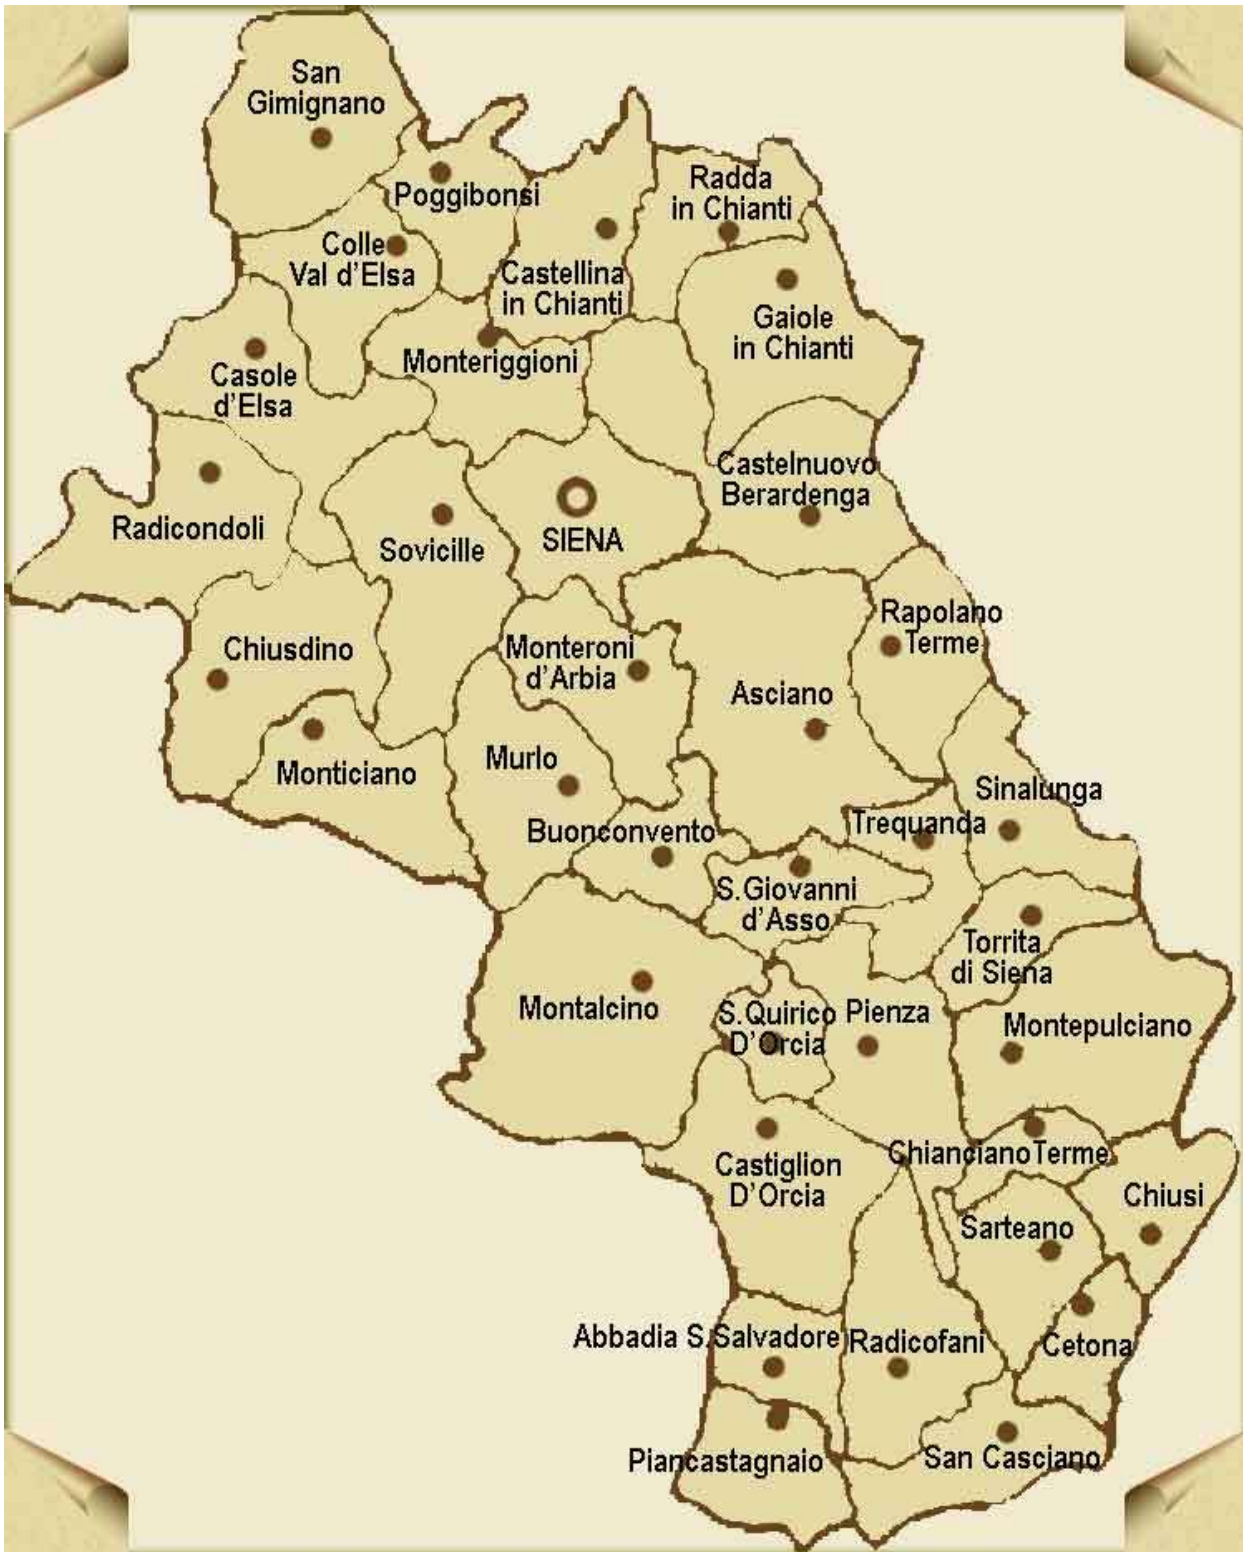 San
Gimignano
Poggibonsi
Radda
in Chianti
Colle
Val d'Elsa
Castellina
in Chianti
Gaiole
in Chianti
Monteriggioni
Casole
d'Elsa
Castelnuovo
Berardenga
Radicondoli
Sovicille
SIENA
Rapolano
Terme
Chiusdino
Monteroni
d'Arbia
Asciano
Monticiano
Murlo
Sinalunga
Buonconvento
Trequanda
S.Giovanni
d'Asso
Torrita
di Siena
Montalcino
S.Quirico
D'Orcia
Pienza
Montepulciano
Chianciano Terme
Castiglion
D'Orcia
Chiusi
Sarteano
Abbadia S.Salvadore
Radicofani
Cetona
Piancastagnaio
San Casciano